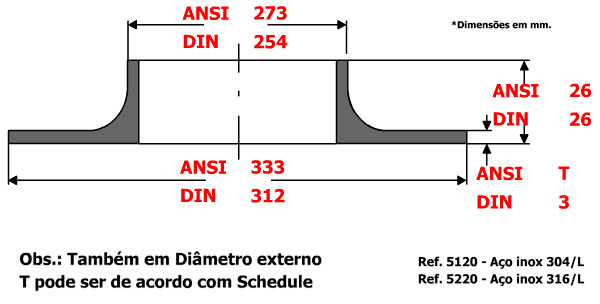 ANSI 273
DIN 254
*Dimensões em mm.
ANSI 26
DIN 26
ANSI 333
DIN 312
ANSI T
DIN 3
Obs.: Também em Diâmetro externo
T pode ser de acordo com Schedule
Ref. 5120 - Aço inox 304/L
Ref. 5220 - Aço inox 316/L